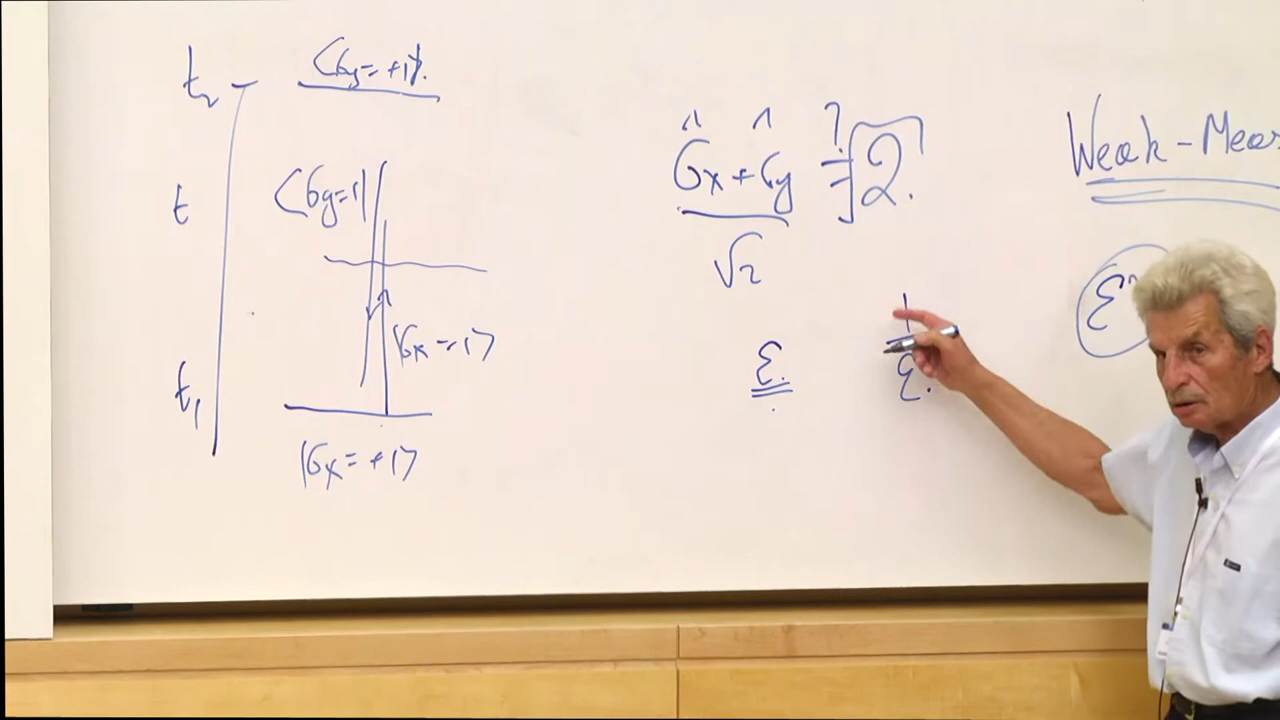 t₂ ⟨σy=+1|
t ⟨σy=1|
|σx=1⟩
t₁
|σx=+1⟩
σ̂x+σ̂y ?= √2.
√2
ε.
1
ε.
Weak-Meas
ε